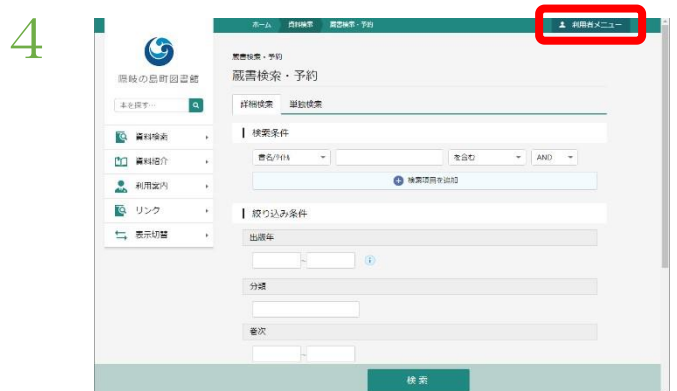 4
ホーム 資料検索 蔵書検索・予約
利用者メニュー
隠岐の島町図書館
本を探す…
資料検索
資料紹介
利用案内
リンク
表示切替
蔵書検索・予約
蔵書検索・予約
詳細検索 単独検索
検索条件
書名/ﾀｲﾄﾙ を含む AND
検索項目を追加
絞り込み条件
出版年
~
分類
巻次
~
検索